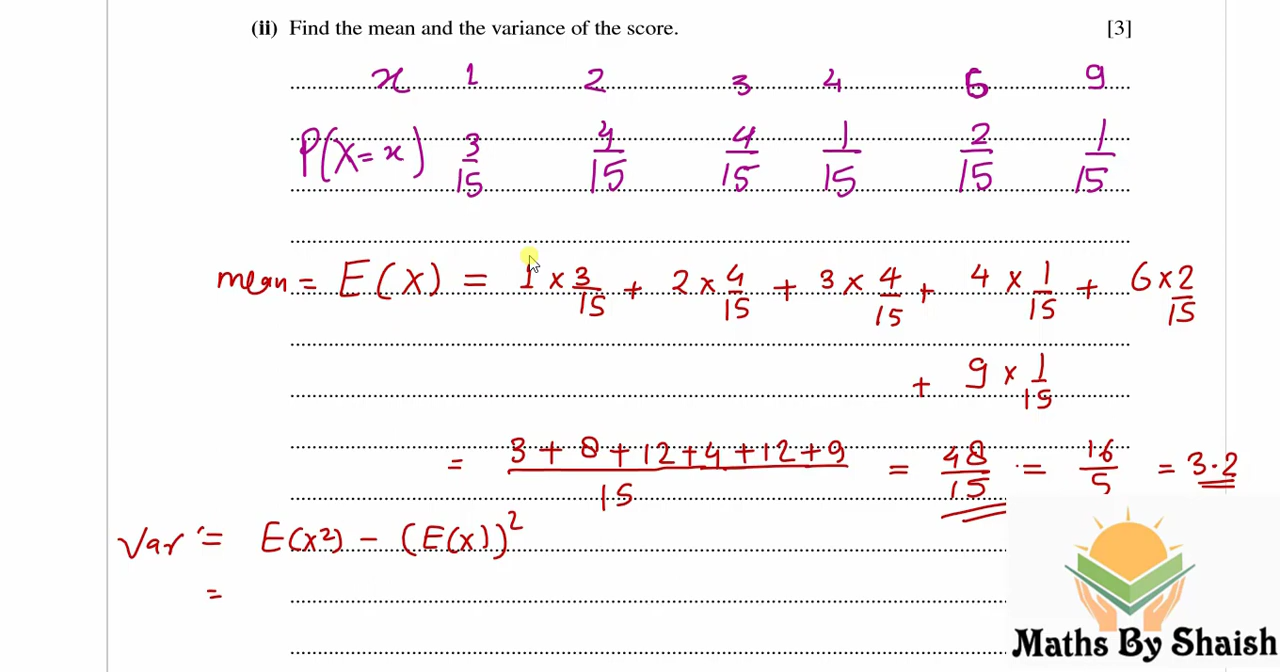 (ii) Find the mean and the variance of the score. [3]
x 1 2 3 4 6 9
P(X=x) 3/15 4/15 4/15 1/15 2/15 1/15
mean = E(X) = 1 × 3/15 + 2 × 4/15 + 3 × 4/15 + 4 × 1/15 + 6 × 2/15
+ 9 × 1/15
= 3 + 8 + 12 + 4 + 12 + 9 / 15 = 48/15 = 16/5 = 3.2
Var = E(X²) - (E(X))²
=
Maths By Shaish